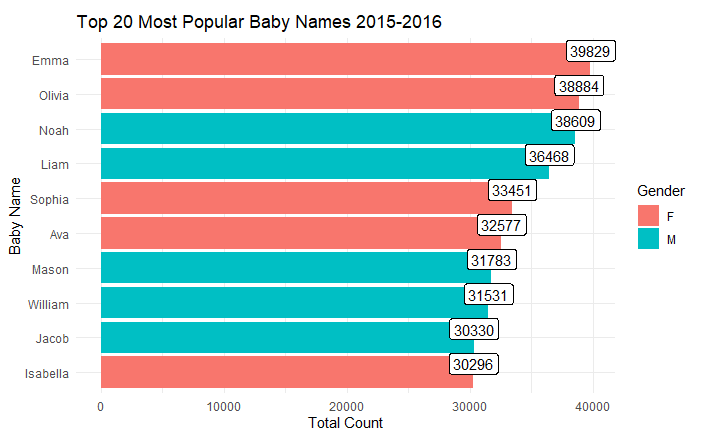 Top 20 Most Popular Baby Names 2015-2016
Baby Name
Emma 39829
Olivia 38884
Noah 38609
Liam 36468
Sophia 33451
Ava 32577
Mason 31783
William 31531
Jacob 30330
Isabella 30296
0 10000 20000 30000 40000
Total Count
Gender
F
M